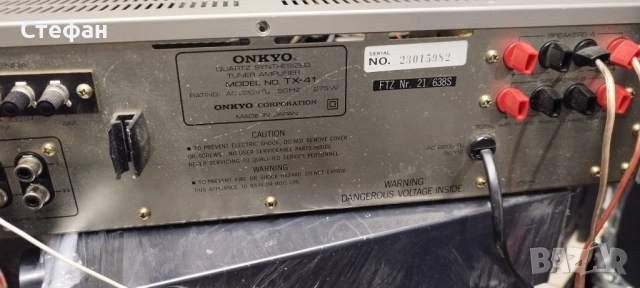 Стефан
ONKYO
QUARTZ SYNTHESIZED
TUNER AMPLIFIER
MODEL NO. TX-41
RATING: AC 220V 50HZ 275W
ONKYO CORPORATION
MADE IN JAPAN
SERIAL
NO. 23015982
FTZ Nr. 21/638S
SPEAKERS-A
AM
CAUTION
TO PREVENT ELECTRIC SHOCK, DO NOT REMOVE COVER
OR SCREWS. NO USER-SERVICEABLE PARTS INSIDE.
REFER SERVICING TO QUALIFIED SERVICE PERSONNEL.
WARNING
TO PREVENT FIRE OR SHOCK HAZARD, DO NOT EXPOSE
THIS APPLIANCE TO RAIN OR MOISTURE.
WARNING
DANGEROUS VOLTAGE INSIDE
BAZAR